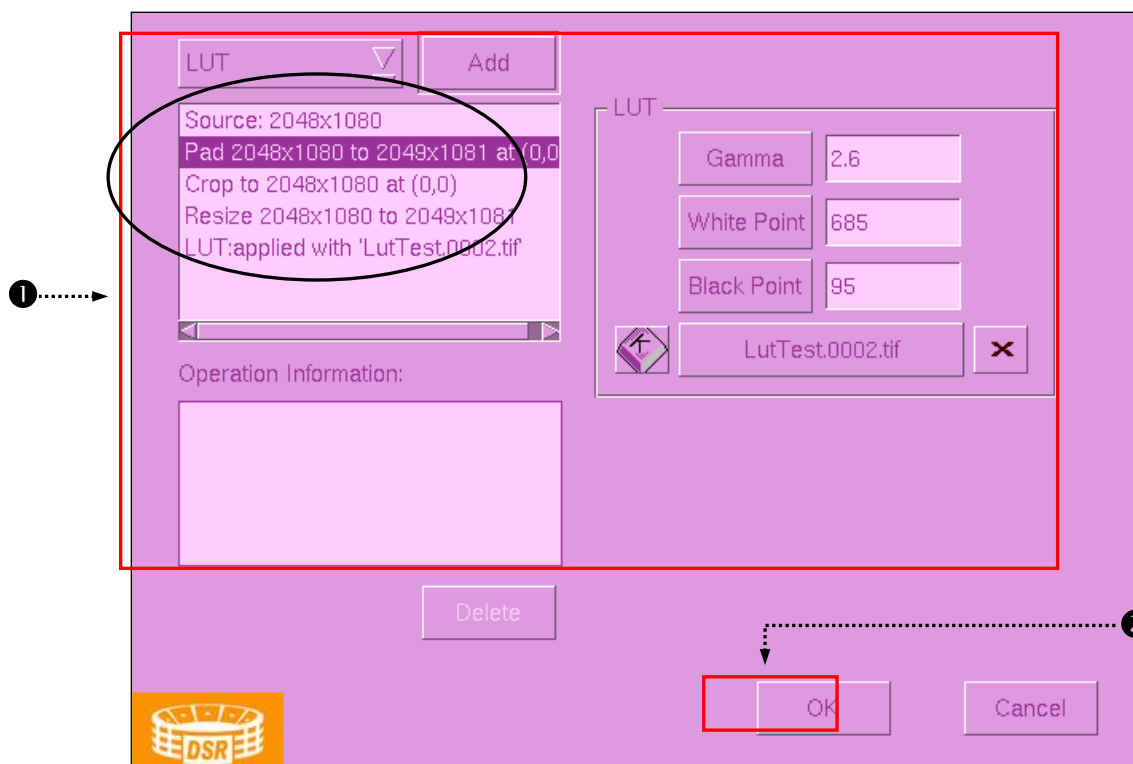 LUT
Add
Source: 2048x1080
Pad 2048x1080 to 2049x1081 at (0,0
Crop to 2048x1080 at (0,0)
Resize 2048x1080 to 2049x1081
LUT:applied with 'LutTest.0002.tif'
LUT
Gamma 2.6
White Point 685
Black Point 95
LutTest.0002.tif
1
Operation Information:
Delete
2
OK
Cancel
DSR